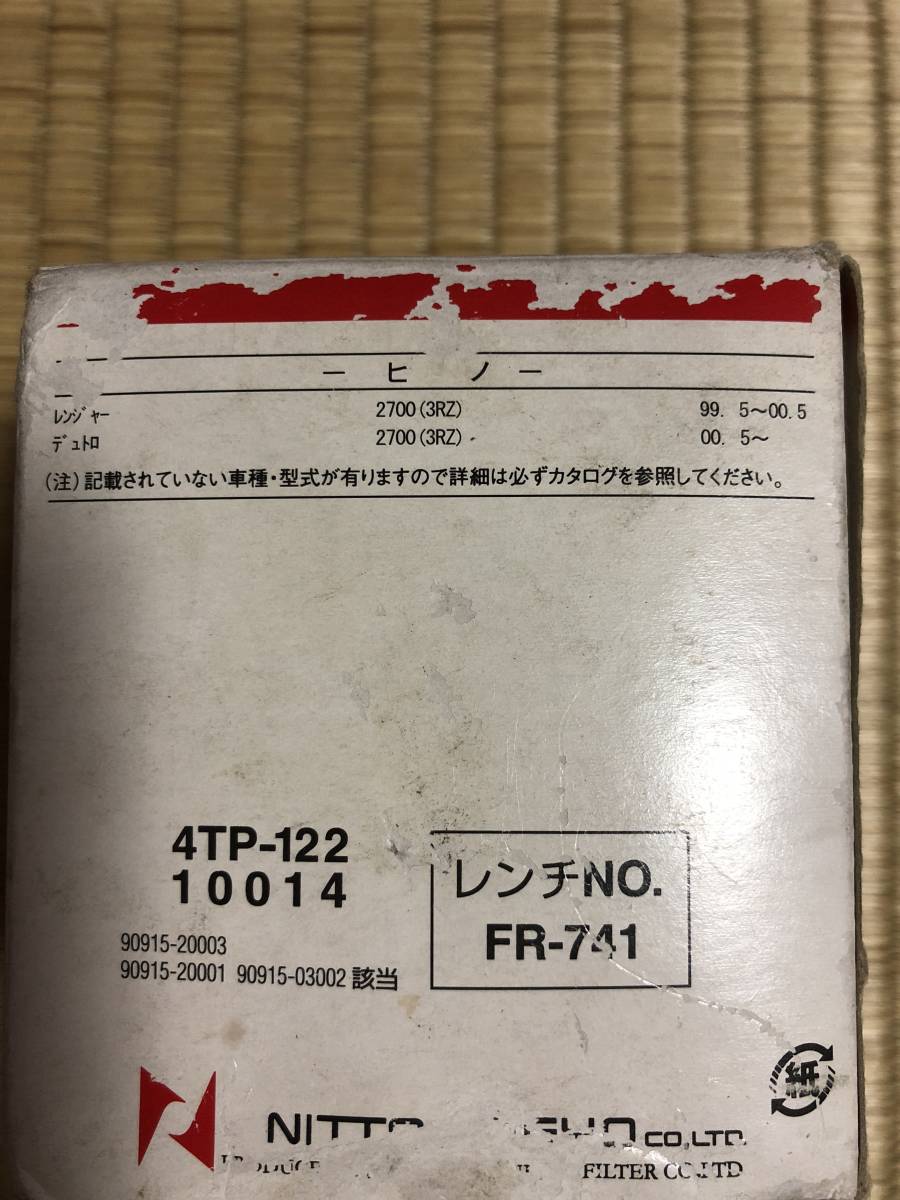 ― ヒ ノ ―
レンジャー 2700(3RZ) 99. 5〜00.5
デュトロ 2700(3RZ) 00. 5〜
(注)記載されていない車種・型式が有りますので詳細は必ずカタログを参照してください。
4TP-122
10014
レンチNO.
FR-741
90915-20003
90915-20001 90915-03002 該当
紙
NITTO CO.,LTD.
FILTER CO.LTD